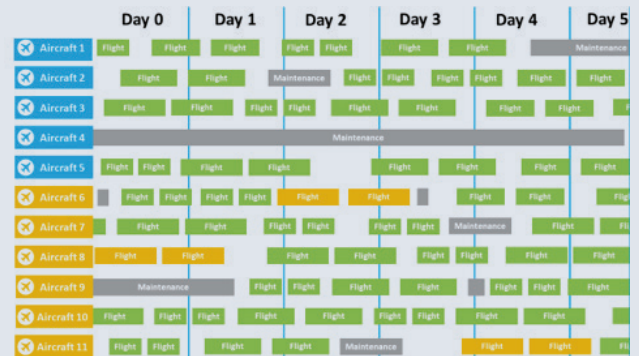 Day 0 Day 1 Day 2 Day 3 Day 4 Day 5
Aircraft 1 Flight Flight Flight Flight Flight Flight Flight Maintenance
Aircraft 2 Flight Flight Maintenance Flight Flight Flight Flight Flight Flight
Aircraft 3 Flight Flight Flight Flight Flight Flight Flight Flight
Aircraft 4 Maintenance
Aircraft 5 Flight Flight Flight Flight Flight Flight Flight Flight
Aircraft 6 Flight Flight Flight Flight Flight Flight Flight Flight
Aircraft 7 Flight Flight Flight Flight Flight Flight Maintenance Flight
Aircraft 8 Flight Flight Flight Flight Flight Flight Flight Flight
Aircraft 9 Maintenance Flight Flight Flight Flight Flight Flight Flight
Aircraft 10 Flight Flight Flight Flight Flight Flight Flight Flight Flight
Aircraft 11 Flight Flight Flight Flight Maintenance Flight Flight